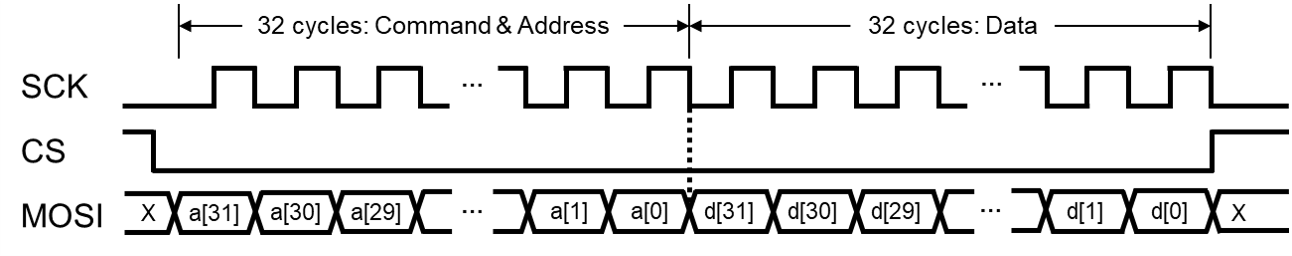 32 cycles: Command & Address 32 cycles: Data
SCK ... ...
CS
MOSI X a[31] a[30] a[29] ... a[1] a[0] d[31] d[30] d[29] ... d[1] d[0] X